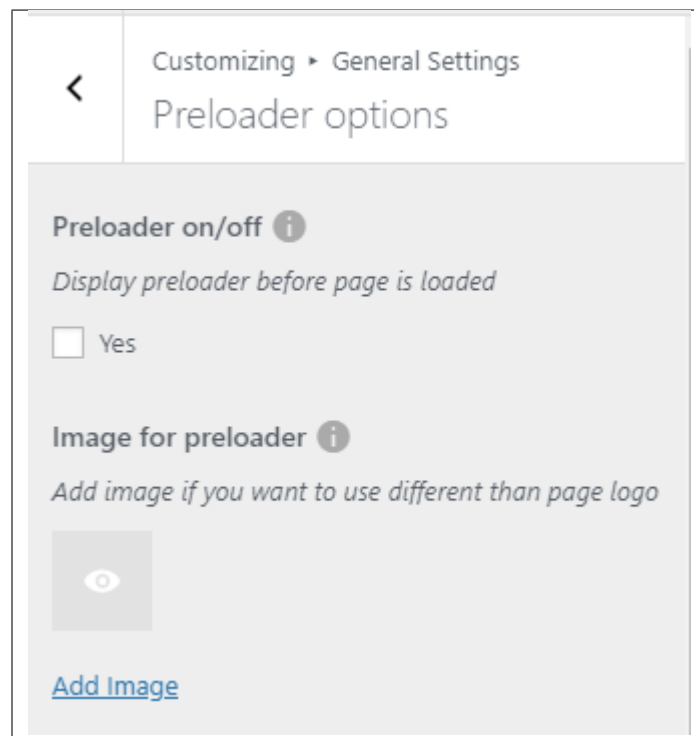 Customizing ▸ General Settings
Preloader options
Preloader on/off
Display preloader before page is loaded
Yes
Image for preloader
Add image if you want to use different than page logo
Add Image